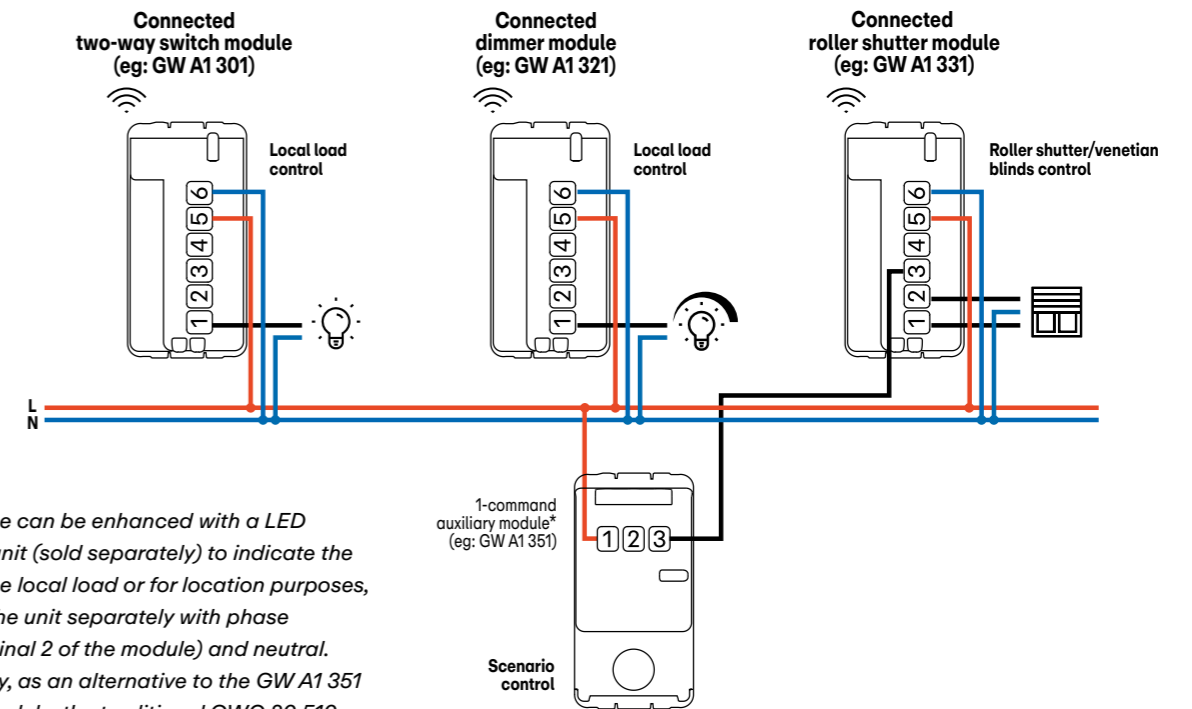 Connected
two-way switch module
(eg: GW A1 301)
Connected
dimmer module
(eg: GW A1 321)
Connected
roller shutter module
(eg: GW A1 331)
Local load
control
Local load
control
Roller shutter/venetian
blinds control
6
5
4
3
2
1
6
5
4
3
2
1
6
5
4
3
2
1
L
N
1-command
auxiliary module*
(eg: GW A1 351)
1 2 3
Scenario
control
e can be enhanced with a LED
unit (sold separately) to indicate the
e local load or for location purposes,
he unit separately with phase
inal 2 of the module) and neutral.
y, as an alternative to the GW A1 351